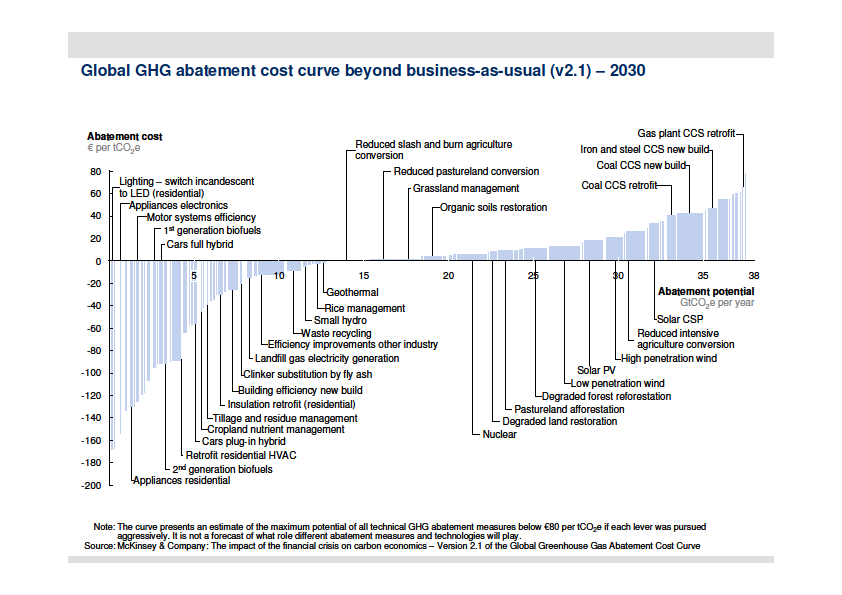 Global GHG abatement cost curve beyond business-as-usual (v2.1) – 2030
Abatement cost
€ per tCO2e
Gas plant CCS retrofit
Reduced slash and burn agriculture
conversion
Iron and steel CCS new build
Coal CCS new build
Reduced pastureland conversion
Coal CCS retrofit
Grassland management
Organic soils restoration
Lighting – switch incandescent
to LED (residential)
Appliances electronics
Motor systems efficiency
1st generation biofuels
Cars full hybrid
80
60
40
20
0
-20
-40
-60
-80
-100
-120
-140
-160
-180
-200
5
10
15
20
25
30
35
38
Abatement potential
GtCO2e per year
Geothermal
Rice management
Small hydro
Waste recycling
Efficiency improvements other industry
Landfill gas electricity generation
Clinker substitution by fly ash
Building efficiency new build
Insulation retrofit (residential)
Tillage and residue management
Cropland nutrient management
Cars plug-in hybrid
Retrofit residential HVAC
2nd generation biofuels
Appliances residential
Solar CSP
Reduced intensive
agriculture conversion
High penetration wind
Solar PV
Low penetration wind
Degraded forest reforestation
Pastureland afforestation
Degraded land restoration
Nuclear
Note: The curve presents an estimate of the maximum potential of all technical GHG abatement measures below €80 per tCO2e if each lever was pursued
aggressively. It is not a forecast of what role different abatement measures and technologies will play.
Source: McKinsey & Company: The impact of the financial crisis on carbon economics – Version 2.1 of the Global Greenhouse Gas Abatement Cost Curve